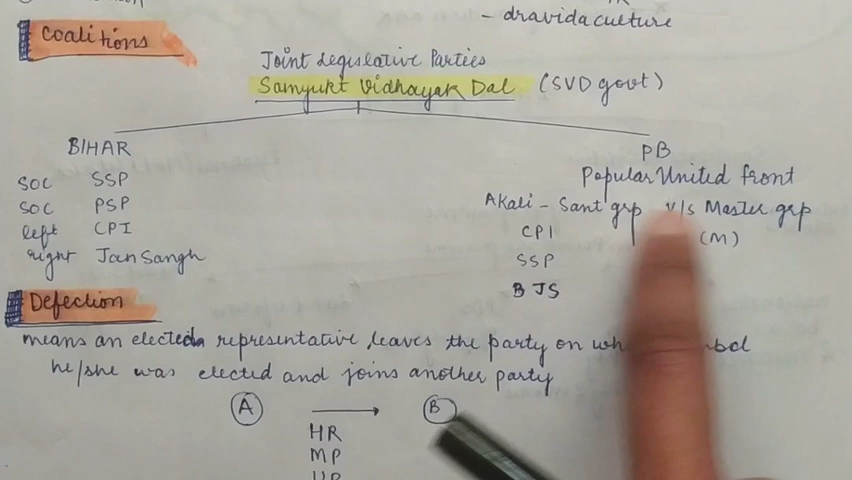 - dravida culture
Coalitions
Joint Legislative Parties
Samyukt Vidhayak Dal (SVD govt)
BIHAR
PB
SOC SSP
SOC PSP
left CPI
right Jan Sangh
Popular United front
Akali - Sant grp v/s Master grp
CPI (M)
SSP
BJS
Defection
means an elected representative leaves the party on
he/she was elected and joins another party
A → B
HR
MP
UP